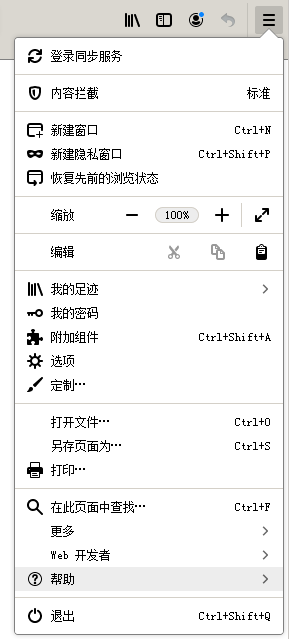 登录同步服务
内容拦截 标准
新建窗口 Ctrl+N
新建隐私窗口 Ctrl+Shift+P
恢复先前的浏览状态
缩放 100%
编辑
我的足迹
我的密码
附加组件 Ctrl+Shift+A
选项
定制…
打开文件… Ctrl+O
另存页面为… Ctrl+S
打印…
在此页面中查找… Ctrl+F
更多
Web 开发者
帮助
退出 Ctrl+Shift+Q